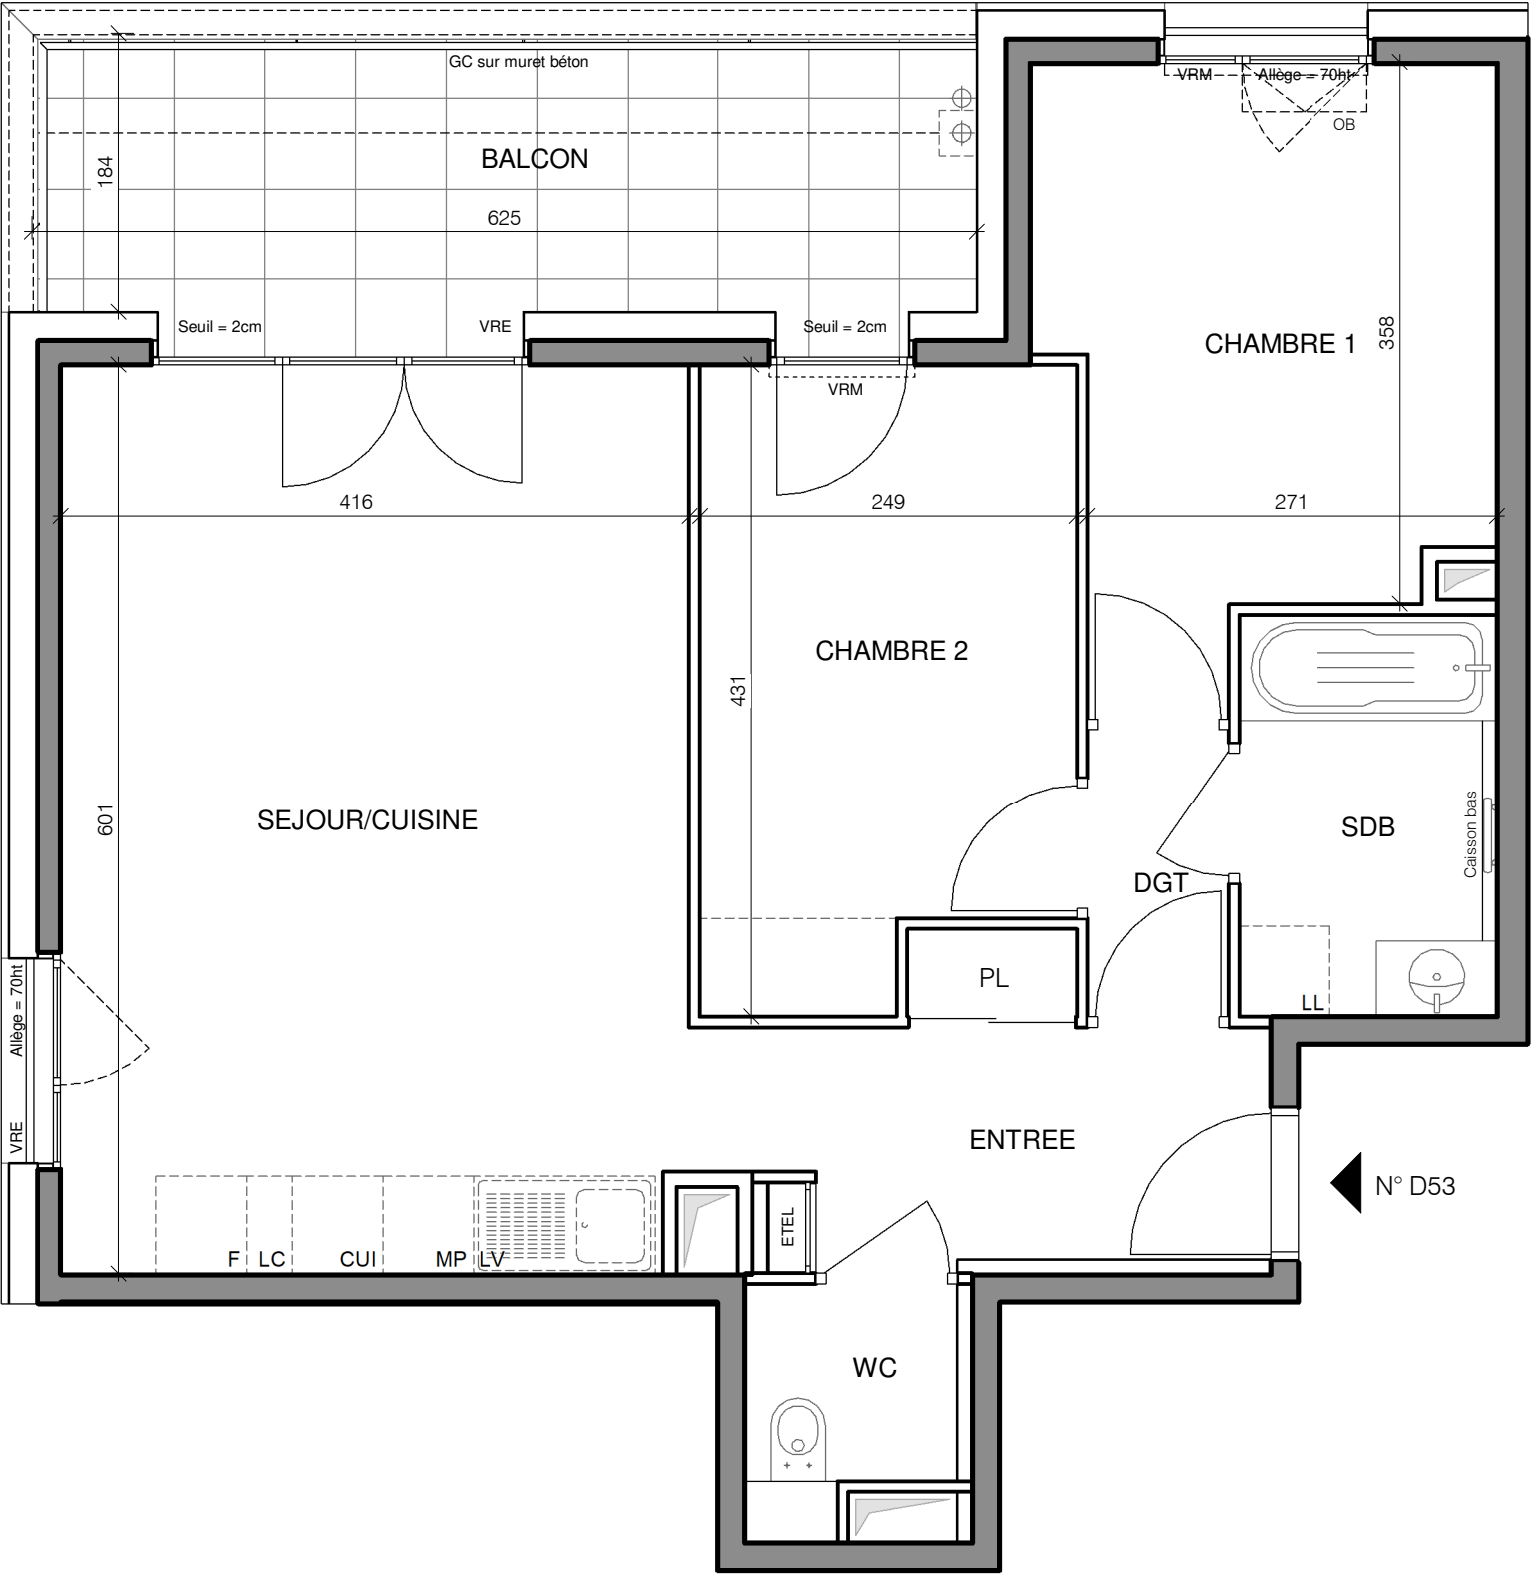 GC sur muret béton
VRM
Allège = 70ht
OB
BALCON
184
625
Seuil = 2cm
VRE
Seuil = 2cm
CHAMBRE 1
358
VRM
416
249
271
CHAMBRE 2
431
SEJOUR/CUISINE
601
SDB
Caisson bas
DGT
PL
LL
Allège = 70ht
VRE
ENTREE
N° D53
ETEL
F
LC
CUI
MP
LV
WC